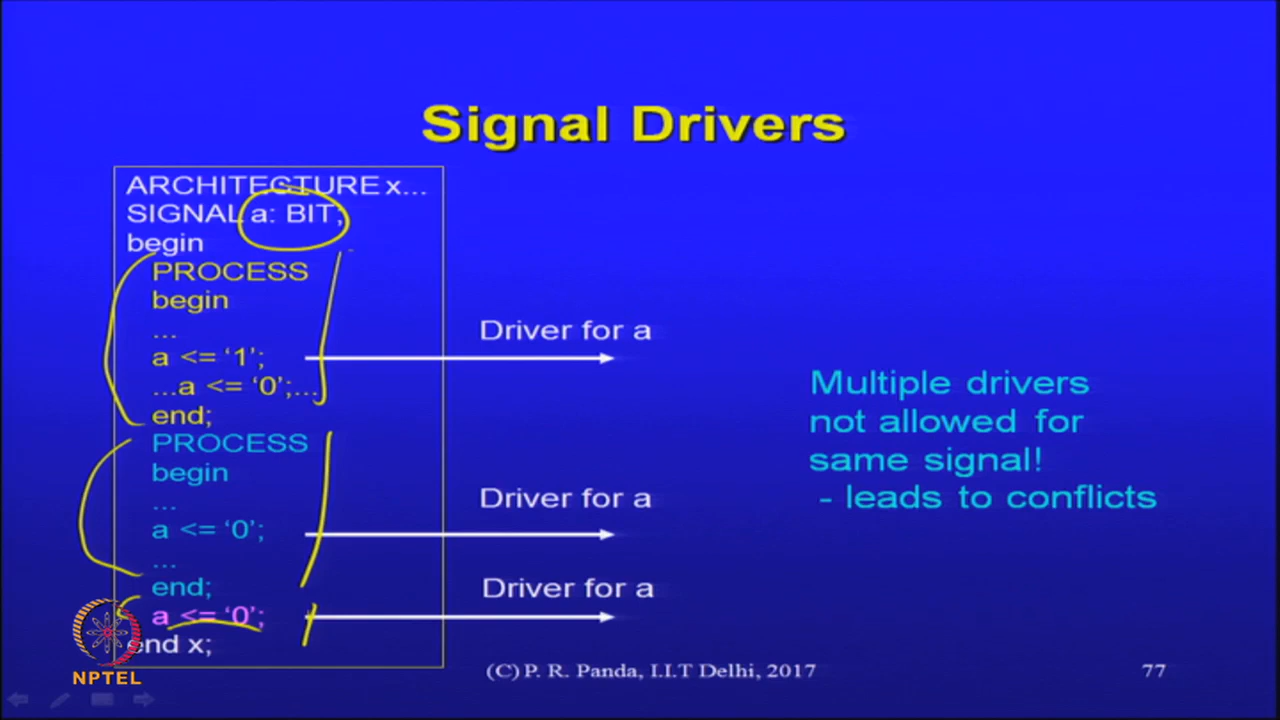 Signal Drivers
ARCHITECTURE x...
SIGNAL a: BIT;
begin
PROCESS
begin
...
a <= ‘1’;
...a <= ‘0’;...
end;
PROCESS
begin
...
a <= ‘0’;
...
end;
a <= ‘0’;
end x;
Driver for a
Driver for a
Driver for a
Multiple drivers
not allowed for
same signal!
- leads to conflicts
NPTEL
(C) P. R. Panda, I.I.T Delhi, 2017
77